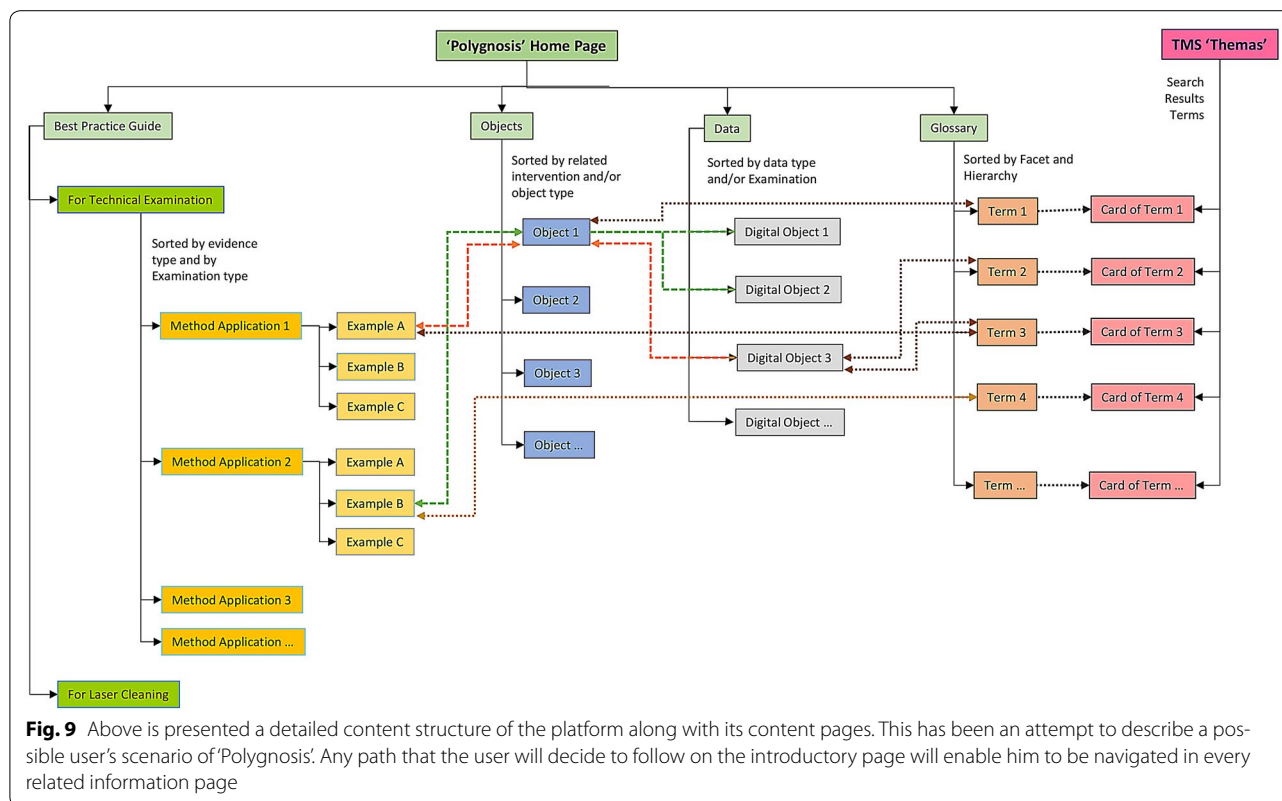 ‘Polygnosis’ Home Page
TMS ‘Themas’
Search
Results
Terms
Best Practice Guide
Objects
Data
Glossary
Sorted by related
intervention and/or
object type
Sorted by data type
and/or Examination
Sorted by Facet and
Hierarchy
For Technical Examination
Sorted by evidence
type and by
Examination type
Object 1
Digital Object 1
Term 1
Card of Term 1
Object 2
Digital Object 2
Term 2
Card of Term 2
Method Application 1
Example A
Example B
Example C
Object 3
Digital Object 3
Term 3
Card of Term 3
Object ...
Digital Object ...
Term 4
Card of Term 4
Method Application 2
Example A
Example B
Example C
Term ...
Card of Term ...
Method Application 3
Method Application ...
For Laser Cleaning
Fig. 9 Above is presented a detailed content structure of the platform along with its content pages. This has been an attempt to describe a pos-
sible user’s scenario of ‘Polygnosis’. Any path that the user will decide to follow on the introductory page will enable him to be navigated in every
related information page